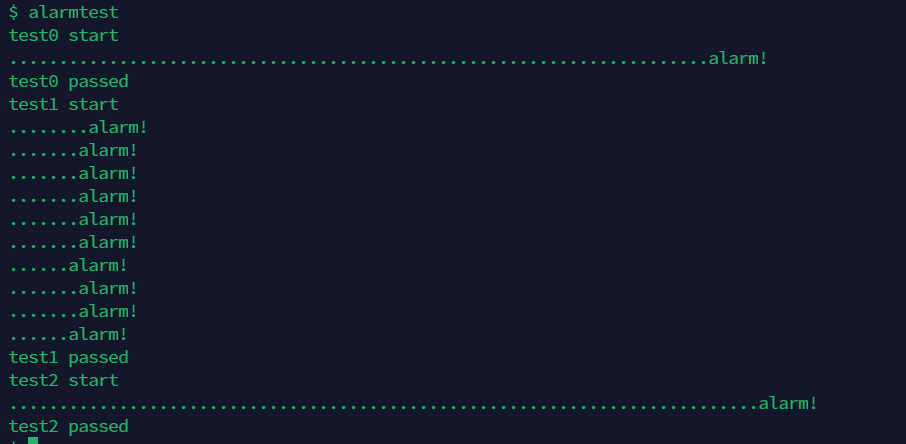 $ alarmtest
test0 start
......................................................................alarm!
test0 passed
test1 start
........alarm!
.......alarm!
.......alarm!
.......alarm!
.......alarm!
.......alarm!
......alarm!
.......alarm!
.......alarm!
......alarm!
test1 passed
test2 start
...........................................................................alarm!
test2 passed